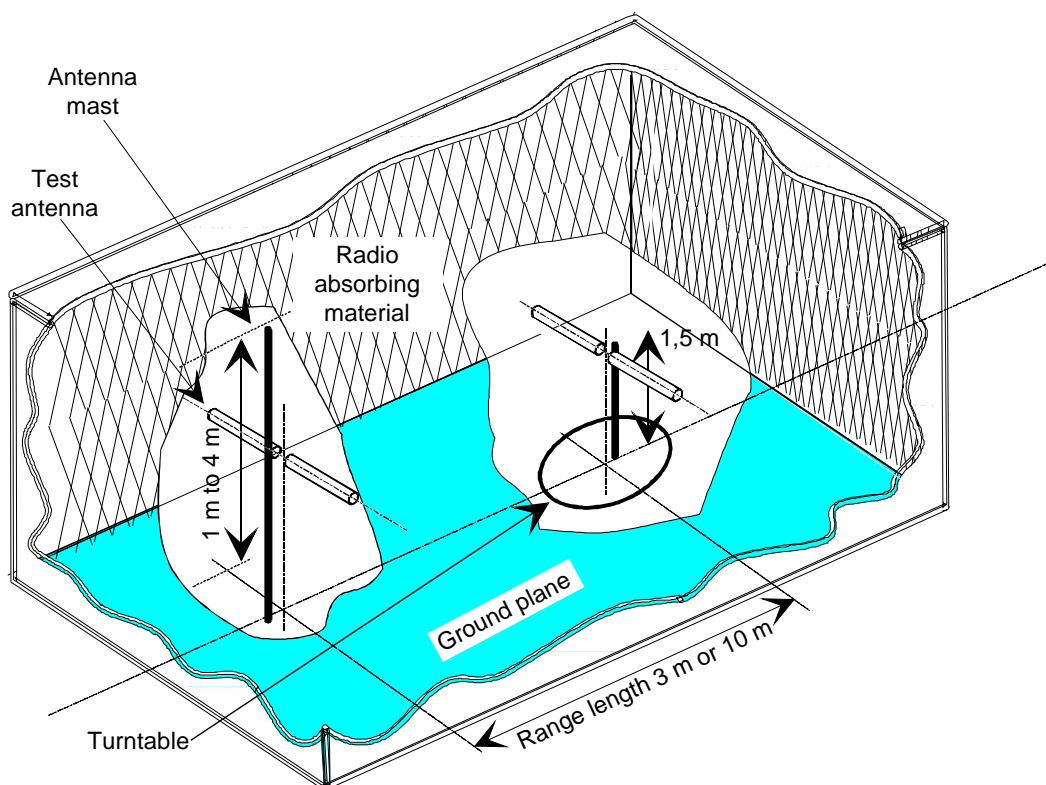 Antenna
mast
Test
antenna
Radio
absorbing
material
1,5 m
1 m to 4 m
Ground plane
Range length 3 m or 10 m
Turntable